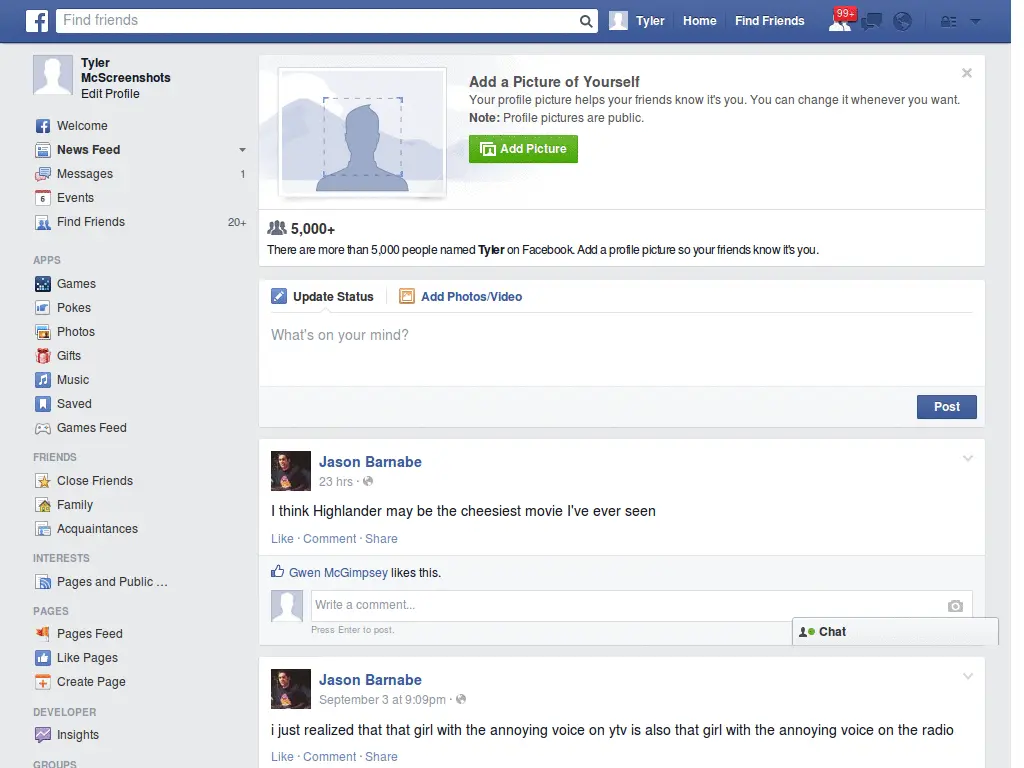 Find friends
Tyler
Home
Find Friends
99+
Tyler
McScreenshots
Edit Profile
Welcome
News Feed
Messages 1
Events
Find Friends 20+
APPS
Games
Pokes
Photos
Gifts
Music
Saved
Games Feed
FRIENDS
Close Friends
Family
Acquaintances
INTERESTS
Pages and Public ...
PAGES
Pages Feed
Like Pages
Create Page
DEVELOPER
Insights
GROUPS
Add a Picture of Yourself
Your profile picture helps your friends know it's you. You can change it whenever you want.
Note: Profile pictures are public.
Add Picture
5,000+
There are more than 5,000 people named Tyler on Facebook. Add a profile picture so your friends know it's you.
Update Status
Add Photos/Video
What's on your mind?
Post
Jason Barnabe
23 hrs ·
I think Highlander may be the cheesiest movie I've ever seen
Like · Comment · Share
Gwen McGimpsey likes this.
Write a comment...
Press Enter to post.
Chat
Jason Barnabe
September 3 at 9:09pm ·
i just realized that that girl with the annoying voice on ytv is also that girl with the annoying voice on the radio
Like · Comment · Share